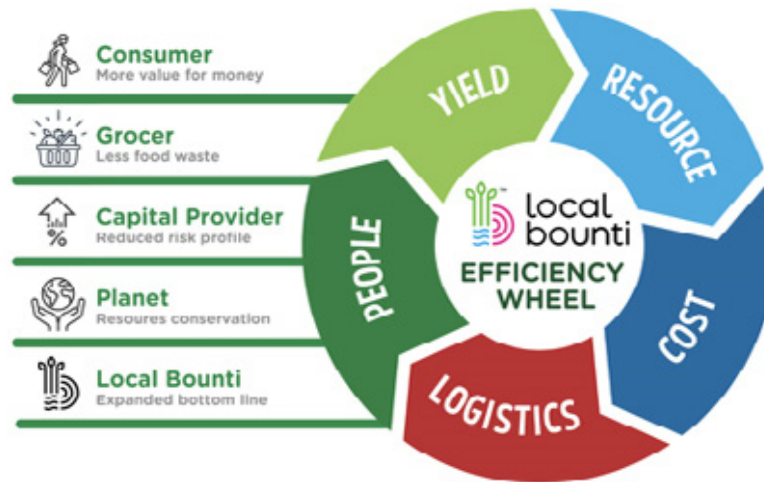 Consumer
More value for money
Grocer
Less food waste
Capital Provider
%
Reduced risk profile
Planet
Resoures conservation
Local Bounti
Expanded bottom line
YIELD
RESOURCE
COST
LOGISTICS
PEOPLE
local
bounti
™
EFFICIENCY
WHEEL